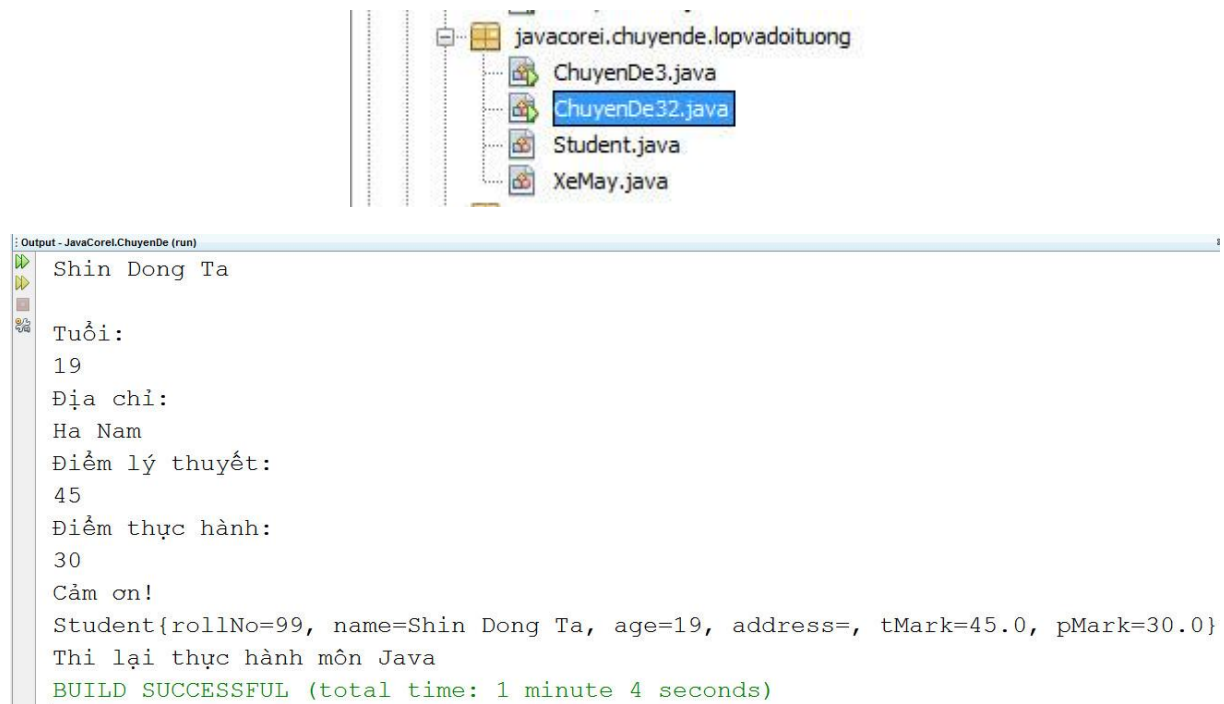 javacorei.chuyende.lopvadoituong
ChuyenDe3.java
ChuyenDe32.java
Student.java
XeMay.java
Output - JavaCoreI.ChuyenDe (run)
Shin Dong Ta
Tuổi:
19
Địa chỉ:
Ha Nam
Điểm lý thuyết:
45
Điểm thực hành:
30
Cảm ơn!
Student{rollNo=99, name=Shin Dong Ta, age=19, address=, tMark=45.0, pMark=30.0}
Thi lại thực hành môn Java
BUILD SUCCESSFUL (total time: 1 minute 4 seconds)